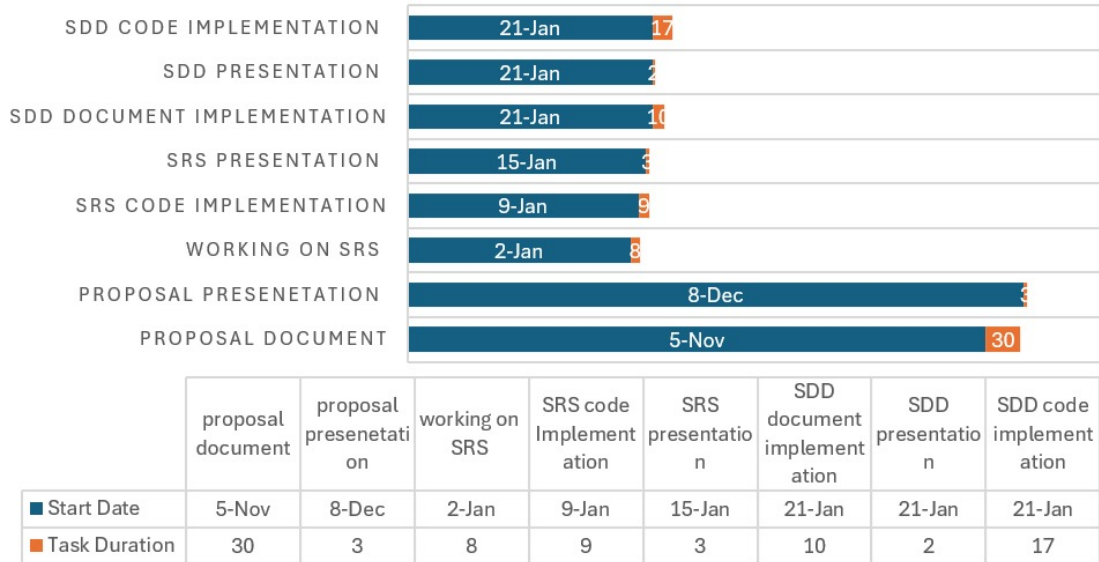 SDD CODE IMPLEMENTATION 21-Jan 17
SDD PRESENTATION 21-Jan 2
SDD DOCUMENT IMPLEMENTATION 21-Jan 10
SRS PRESENTATION 15-Jan 3
SRS CODE IMPLEMENTATION 9-Jan 9
WORKING ON SRS 2-Jan 8
PROPOSAL PRESENETATION 8-Dec 3
PROPOSAL DOCUMENT 5-Nov 30
proposal
document
proposal
presenetati
on
working on
SRS
SRS code
Implement
ation
SRS
presentatio
n
SDD
document
implement
ation
SDD
presentatio
n
SDD code
implement
ation
Start Date 5-Nov 8-Dec 2-Jan 9-Jan 15-Jan 21-Jan 21-Jan 21-Jan
Task Duration 30 3 8 9 3 10 2 17